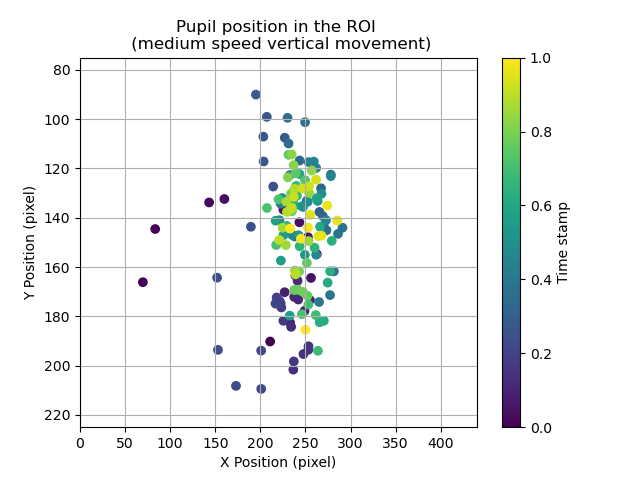 Pupil position in the ROI
(medium speed vertical movement)
80
100
120
140
160
180
200
220
Y Position (pixel)
0 50 100 150 200 250 300 350 400
X Position (pixel)
1.0
0.8
0.6
0.4
0.2
0.0
Time stamp